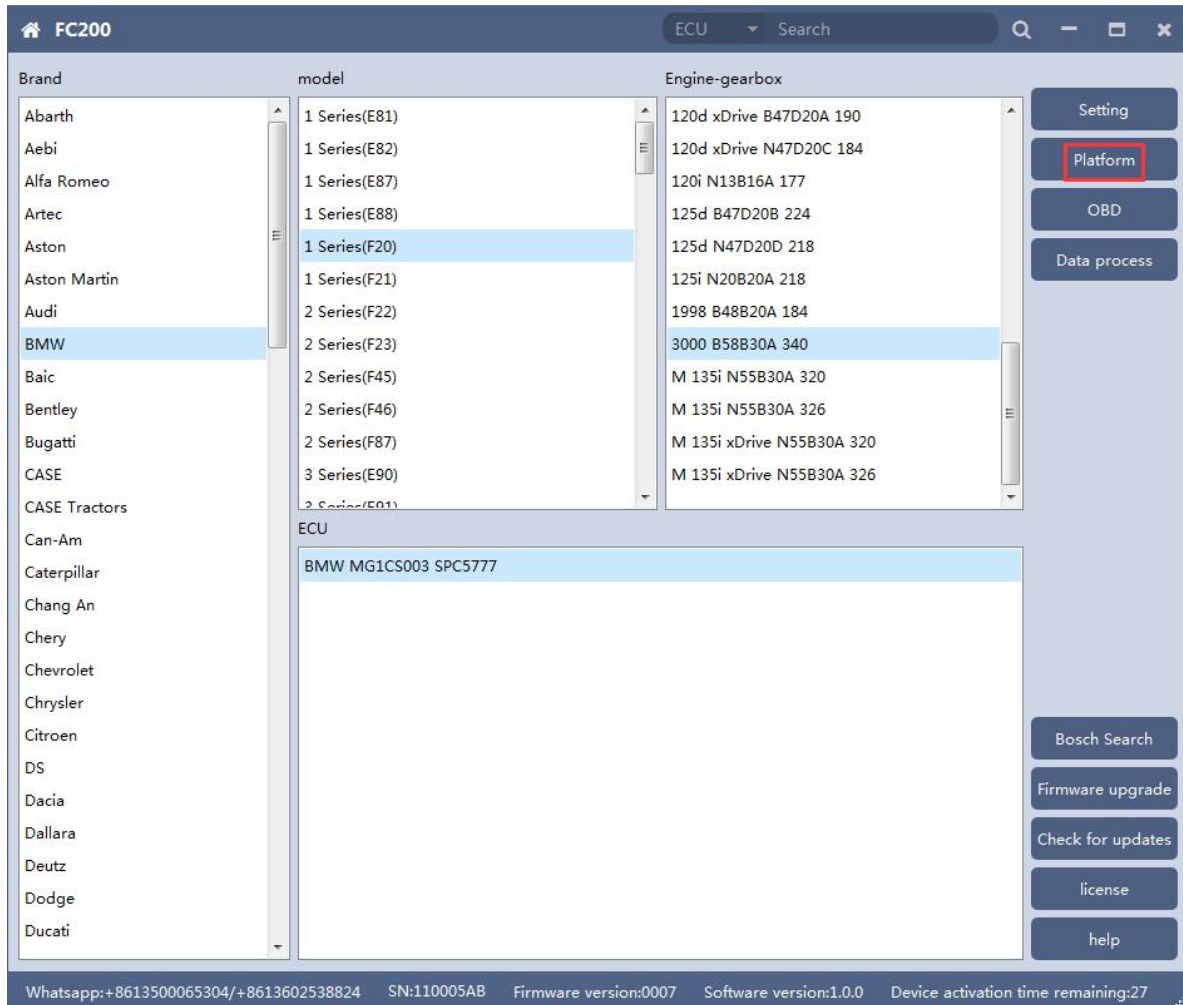 FC200
ECU Search
Brand
Abarth
Aebi
Alfa Romeo
Artec
Aston
Aston Martin
Audi
BMW
Baic
Bentley
Bugatti
CASE
CASE Tractors
Can-Am
Caterpillar
Chang An
Chery
Chevrolet
Chrysler
Citroen
DS
Dacia
Dallara
Deutz
Dodge
Ducati
model
1 Series(E81)
1 Series(E82)
1 Series(E87)
1 Series(E88)
1 Series(F20)
1 Series(F21)
2 Series(F22)
2 Series(F23)
2 Series(F45)
2 Series(F46)
2 Series(F87)
3 Series(E90)
3 Series(E91)
Engine-gearbox
120d xDrive B47D20A 190
120d xDrive N47D20C 184
120i N13B16A 177
125d B47D20B 224
125d N47D20D 218
125i N20B20A 218
1998 B48B20A 184
3000 B58B30A 340
M 135i N55B30A 320
M 135i N55B30A 326
M 135i xDrive N55B30A 320
M 135i xDrive N55B30A 326
ECU
BMW MG1CS003 SPC5777
Setting
Platform
OBD
Data process
Bosch Search
Firmware upgrade
Check for updates
license
help
Whatsapp:+8613500065304/+8613602538824 SN:110005AB Firmware version:0007 Software version:1.0.0 Device activation time remaining:27